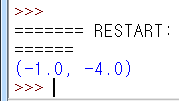 >>>
======= RESTART:
======
(-1.0, -4.0)
>>>